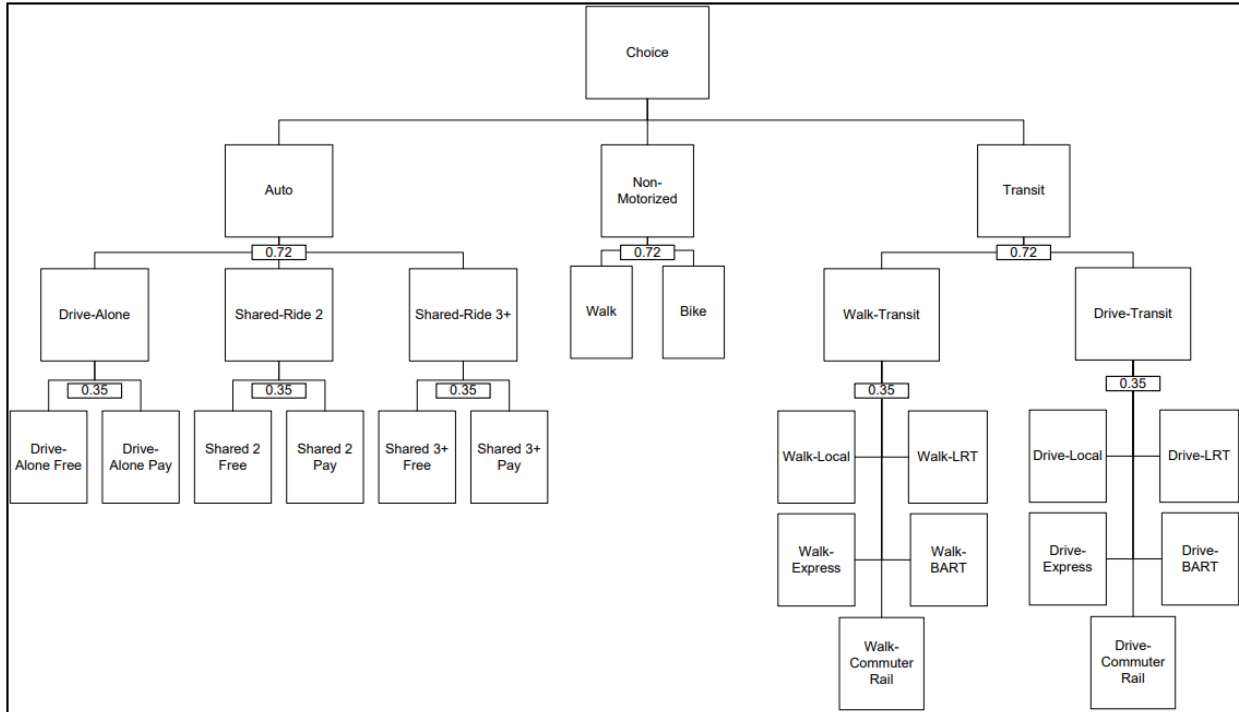 Choice
Auto
Non-
Motorized
Transit
0.72
0.72
0.72
Drive-Alone
Shared-Ride 2
Shared-Ride 3+
Walk
Bike
Walk-Transit
Drive-Transit
0.35
0.35
0.35
0.35
0.35
Drive-
Alone Free
Drive-
Alone Pay
Shared 2
Free
Shared 2
Pay
Shared 3+
Free
Shared 3+
Pay
Walk-Local
Walk-LRT
Drive-Local
Drive-LRT
Walk-
Express
Walk-
BART
Drive-
Express
Drive-
BART
Walk-
Commuter
Rail
Drive-
Commuter
Rail